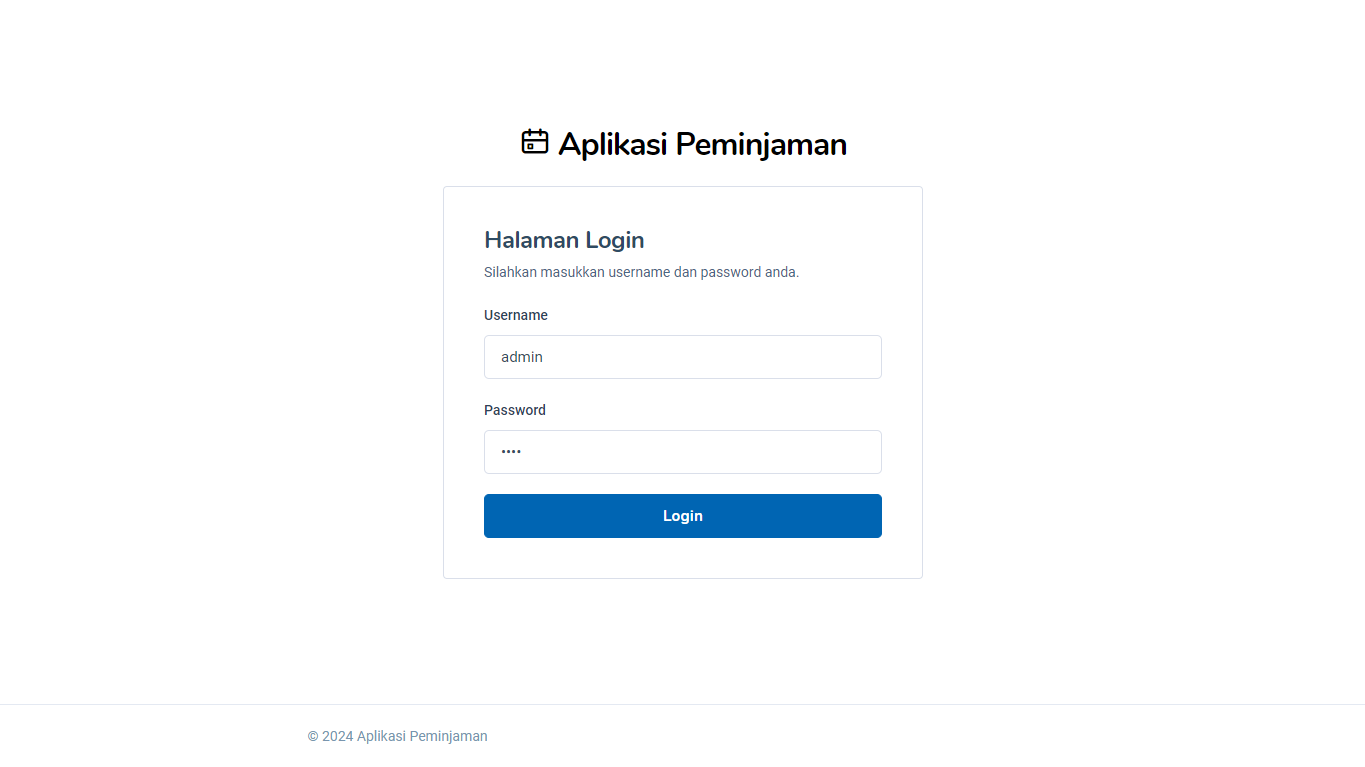 Aplikasi Peminjaman
Halaman Login
Silahkan masukkan username dan password anda.
Username
admin
Password
••••
Login
© 2024 Aplikasi Peminjaman